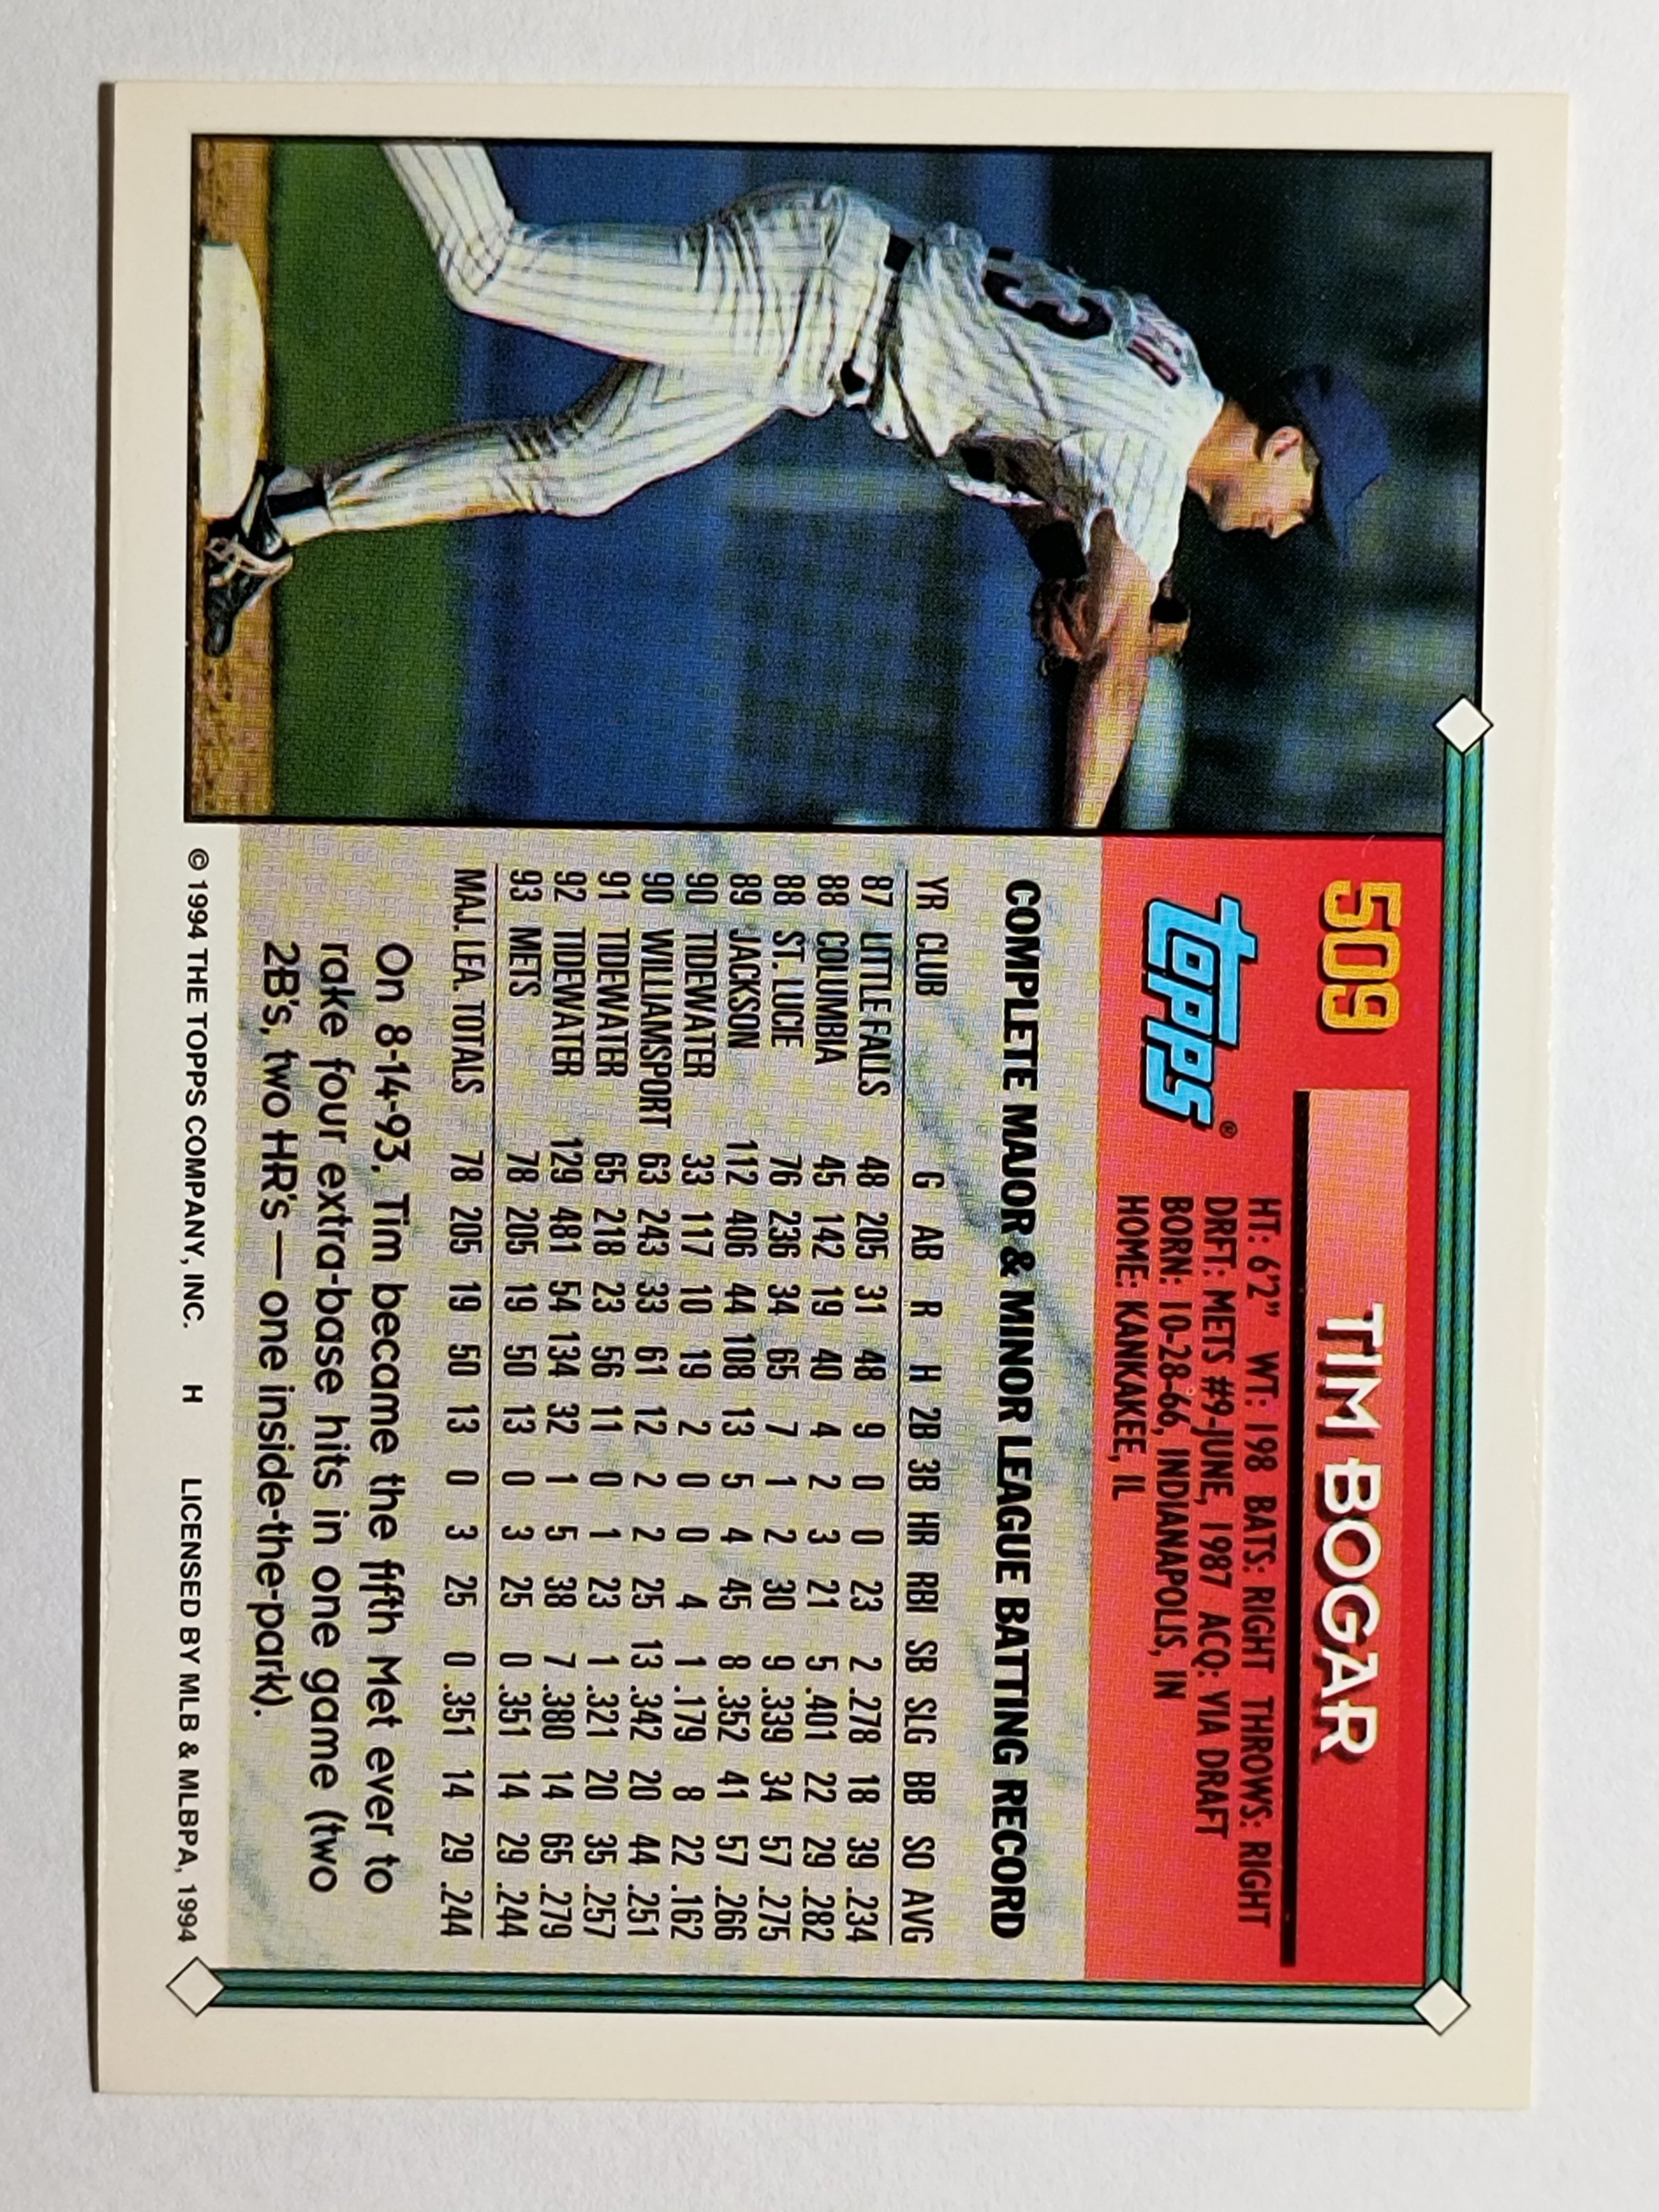 509
TIM BOGAR
TOPPS®
HT: 6'2" WT: 198 BATS: RIGHT THROWS: RIGHT
DRFT: METS #9-JUNE, 1987 ACQ: VIA DRAFT
BORN: 10-28-66, INDIANAPOLIS, IN
HOME: KANKAKEE, IL
COMPLETE MAJOR & MINOR LEAGUE BATTING RECORD
YR CLUB G AB R H 2B 3B HR RBI SB SLG BB SO AVG
87 LITTLE FALLS 48 205 31 48 9 0 0 23 2 .278 18 39 .234
88 COLUMBIA 45 142 19 40 4 2 3 21 5 .401 22 29 .282
88 ST. LUCIE 76 236 34 65 7 1 2 30 9 .339 34 57 .275
89 JACKSON 112 406 44 108 13 5 4 45 8 .352 41 57 .266
90 TIDEWATER 33 117 10 19 2 0 0 4 1 .179 8 22 .162
90 WILLIAMSPORT 63 243 33 61 12 2 2 25 13 .342 20 44 .251
91 TIDEWATER 65 218 23 56 11 0 1 23 1 .321 20 35 .257
92 TIDEWATER 129 481 54 134 32 1 5 38 7 .380 14 65 .279
93 METS 78 205 19 50 13 0 3 25 0 .351 14 29 .244
MAJ. LEA. TOTALS 78 205 19 50 13 0 3 25 0 .351 14 29 .244
On 8-14-93, Tim became the fifth Met ever to
rake four extra-base hits in one game (two
2B's, two HR's — one inside-the-park).
© 1994 THE TOPPS COMPANY, INC. H LICENSED BY MLB & MLBPA, 1994